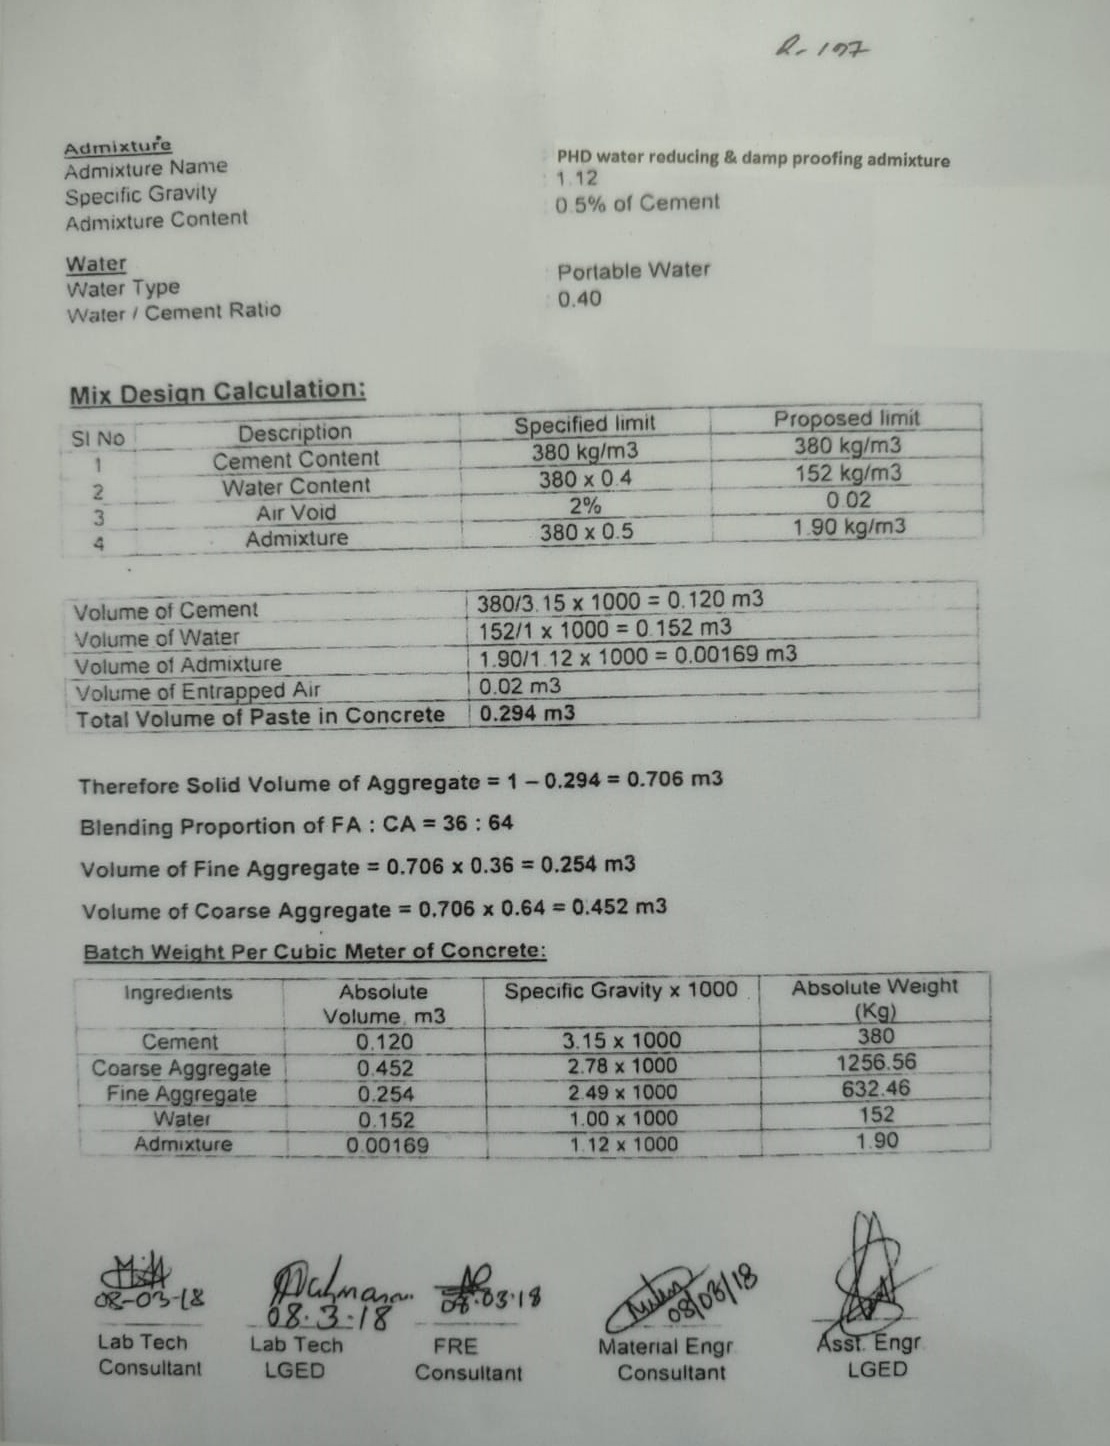 R-197
Admixture
Admixture Name PHD water reducing & damp proofing admixture
Specific Gravity : 1.12
Admixture Content : 0.5% of Cement
Water
Water Type : Portable Water
Water / Cement Ratio : 0.40
Mix Design Calculation:
Sl No Description Specified limit Proposed limit
1 Cement Content 380 kg/m3 380 kg/m3
2 Water Content 380 x 0.4 152 kg/m3
3 Air Void 2% 0.02
4 Admixture 380 x 0.5 1.90 kg/m3
Volume of Cement 380/3.15 x 1000 = 0.120 m3
Volume of Water 152/1 x 1000 = 0.152 m3
Volume of Admixture 1.90/1.12 x 1000 = 0.00169 m3
Volume of Entrapped Air 0.02 m3
Total Volume of Paste in Concrete 0.294 m3
Therefore Solid Volume of Aggregate = 1 – 0.294 = 0.706 m3
Blending Proportion of FA : CA = 36 : 64
Volume of Fine Aggregate = 0.706 x 0.36 = 0.254 m3
Volume of Coarse Aggregate = 0.706 x 0.64 = 0.452 m3
Batch Weight Per Cubic Meter of Concrete:
Ingredients Absolute Volume, m3 Specific Gravity x 1000 Absolute Weight (Kg)
Cement 0.120 3.15 x 1000 380
Coarse Aggregate 0.452 2.78 x 1000 1256.56
Fine Aggregate 0.254 2.49 x 1000 632.46
Water 0.152 1.00 x 1000 152
Admixture 0.00169 1.12 x 1000 1.90
08-03-18 08.3.18 08.03.18 08/03/18
Lab Tech Lab Tech FRE Material Engr. Asst. Engr.
Consultant LGED Consultant Consultant LGED